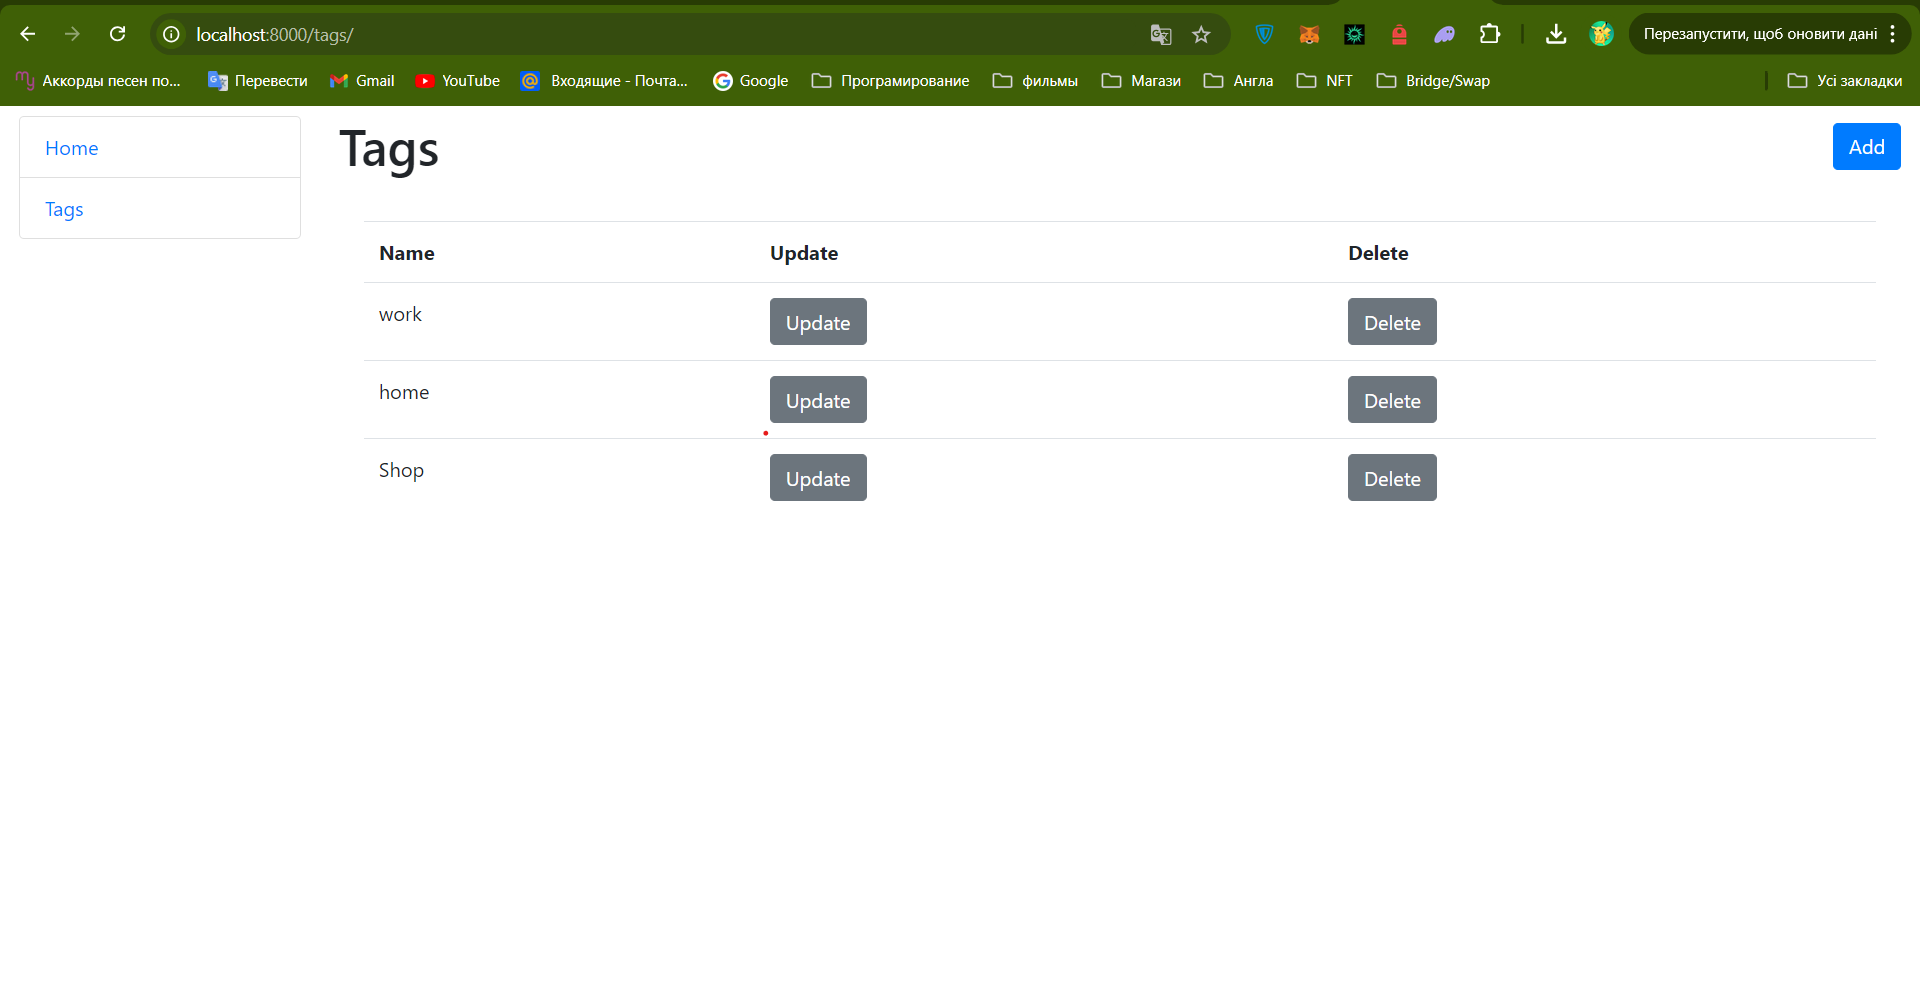 localhost:8000/tags/
Перезапустити, щоб оновити дані
Аккорды песен по... Перевести Gmail YouTube Входящие - Почта... Google Програмирование фильмы Магази Англа NFT Bridge/Swap Усі закладки
Home
Tags
Tags
Add
Name Update Delete
work Update Delete
home Update Delete
Shop Update Delete